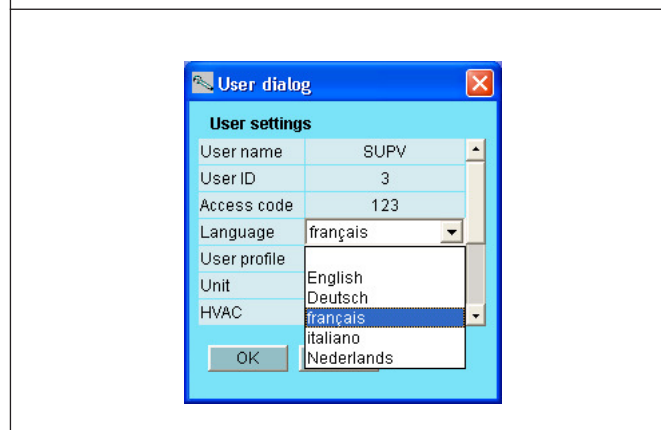 User dialog
User settings
User name SUPV
User ID 3
Access code 123
Language français
User profile
Unit
HVAC
English
Deutsch
français
italiano
Nederlands
OK